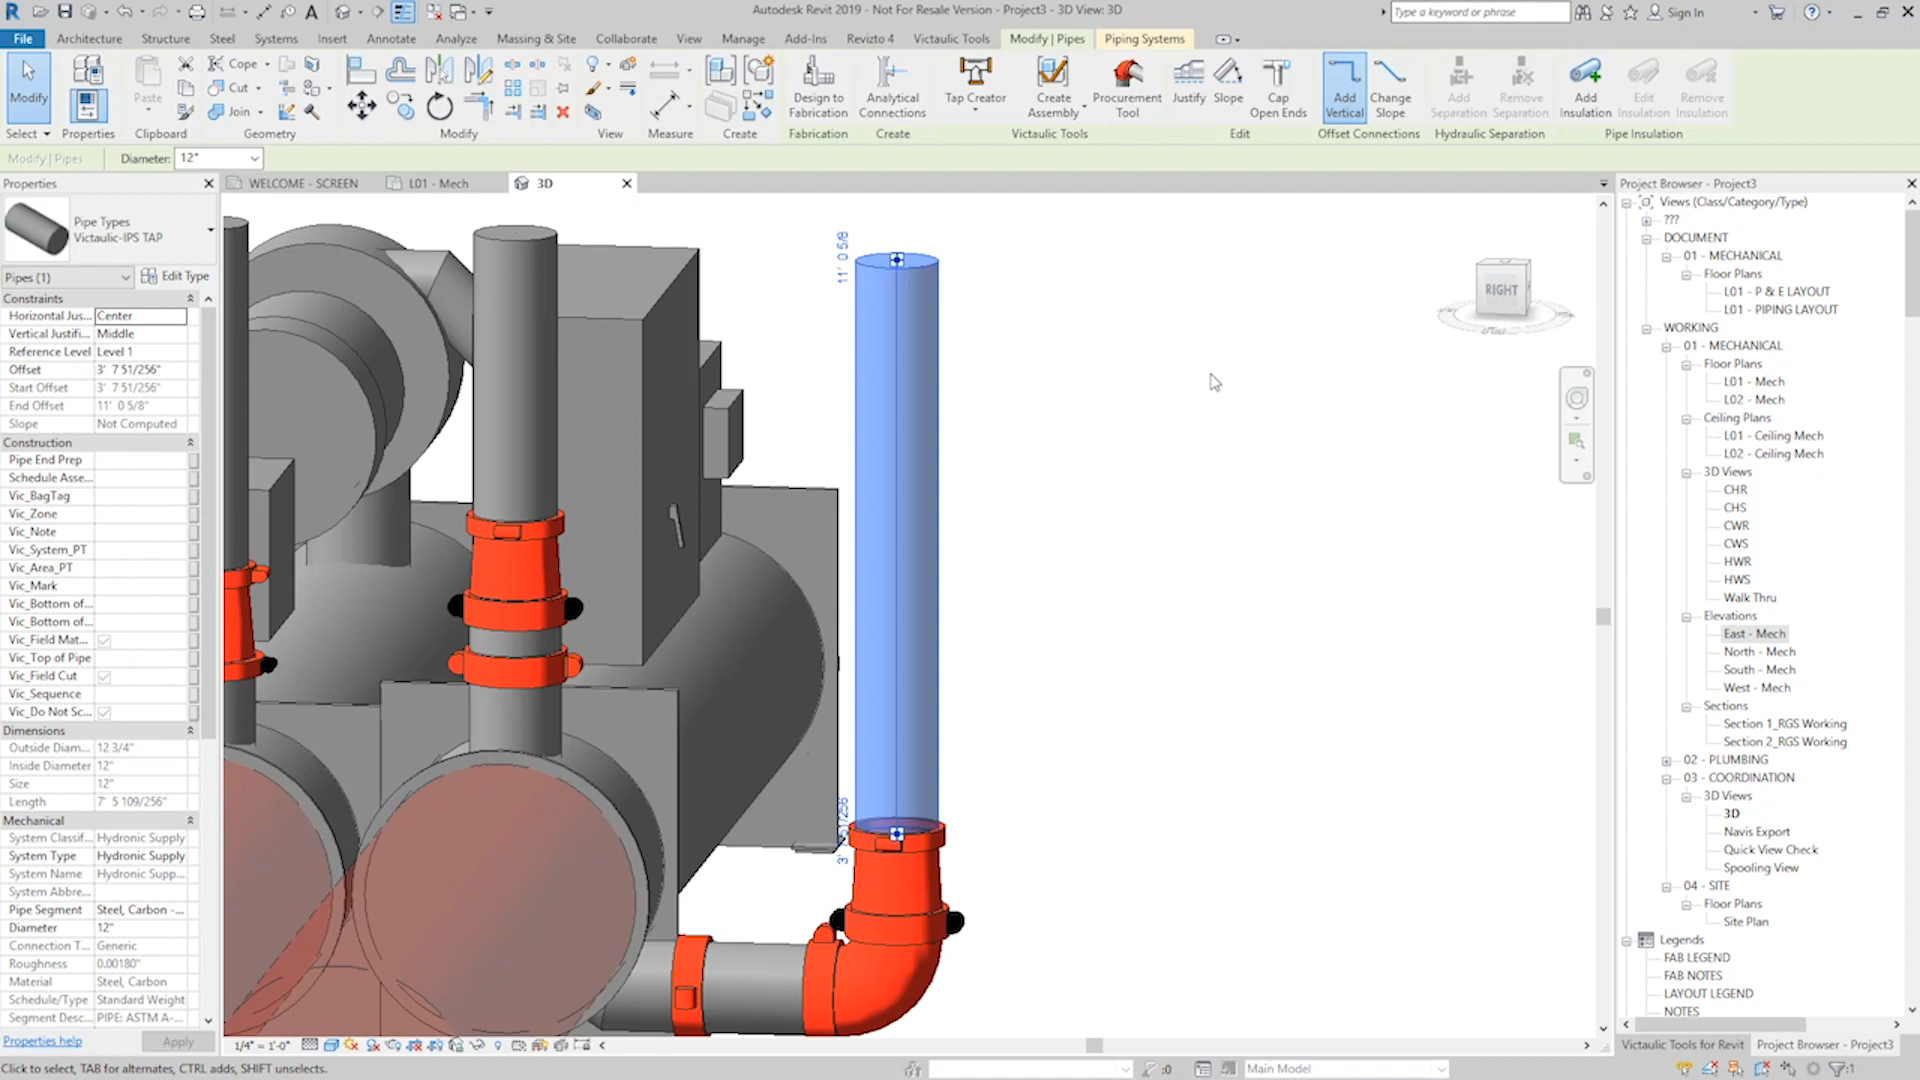 Autodesk Revit 2019 - Not For Resale Version - Project3 - 3D View: 3D
Type a keyword or phrase
Sign In
File
Architecture
Structure
Steel
Systems
Insert
Annotate
Analyze
Massing & Site
Collaborate
View
Manage
Add-Ins
Revizto 4
Victaulic Tools
Modify | Pipes
Piping Systems
Modify
Paste
Cope
Cut
Join
Design to Fabrication
Analytical Connections
Tap Creator
Create Assembly
Procurement Tool
Justify
Slope
Cap Open Ends
Add Vertical
Change Slope
Add Separation
Remove Separation
Add Insulation
Edit Insulation
Remove Insulation
Select
Properties
Clipboard
Geometry
Modify
View
Measure
Create
Fabrication
Create
Victaulic Tools
Edit
Offset Connections
Hydraulic Separation
Pipe Insulation
Modify | Pipes
Diameter: 12"
Properties
WELCOME - SCREEN
L01 - Mech
3D
Pipe Types
Victaulic-IPS TAP
Pipes (1)
Edit Type
Constraints
Horizontal Jus... Center
Vertical Justifi... Middle
Reference Level Level 1
Offset 3' 7 51/256"
Start Offset 3' 7 51/256"
End Offset 11' 0 5/8"
Slope Not Computed
Construction
Pipe End Prep
Schedule Asse...
Vic_BagTag
Vic_Zone
Vic_Note
Vic_System_PT
Vic_Area_PT
Vic_Mark
Vic_Bottom of...
Vic_Bottom of...
Vic_Field Mat...
Vic_Top of Pipe
Vic_Field Cut
Vic_Sequence
Vic_Do Not Sc...
Dimensions
Outside Diam... 12 3/4"
Inside Diameter 12"
Size 12"
Length 7' 5 109/256"
Mechanical
System Classif... Hydronic Supply
System Type Hydronic Supply
System Name Hydronic Supp...
System Abbre...
Pipe Segment Steel, Carbon -...
Diameter 12"
Connection T... Generic
Roughness 0.00180"
Material Steel, Carbon
Schedule/Type Standard Weight
Segment Desc... PIPE: ASTM A-...
Properties help
Apply
11' 0 5/8
RIGHT
Project Browser - Project3
Views (Class/Category/Type)
???
DOCUMENT
01 - MECHANICAL
Floor Plans
L01 - P & E LAYOUT
L01 - PIPING LAYOUT
WORKING
01 - MECHANICAL
Floor Plans
L01 - Mech
L02 - Mech
Ceiling Plans
L01 - Ceiling Mech
L02 - Ceiling Mech
3D Views
CHR
CHS
CWR
CWS
HWR
HWS
Walk Thru
Elevations
East - Mech
North - Mech
South - Mech
West - Mech
Sections
Section 1_RGS Working
Section 2_RGS Working
02 - PLUMBING
03 - COORDINATION
3D Views
3D
Navis Export
Quick View Check
Spooling View
04 - SITE
Floor Plans
Site Plan
Legends
FAB LEGEND
FAB NOTES
LAYOUT LEGEND
NOTES
Victaulic Tools for Revit
Project Browser - Project3
1/4" = 1'-0"
Click to select, TAB for alternates, CTRL adds, SHIFT unselects.
:0
Main Model
:1